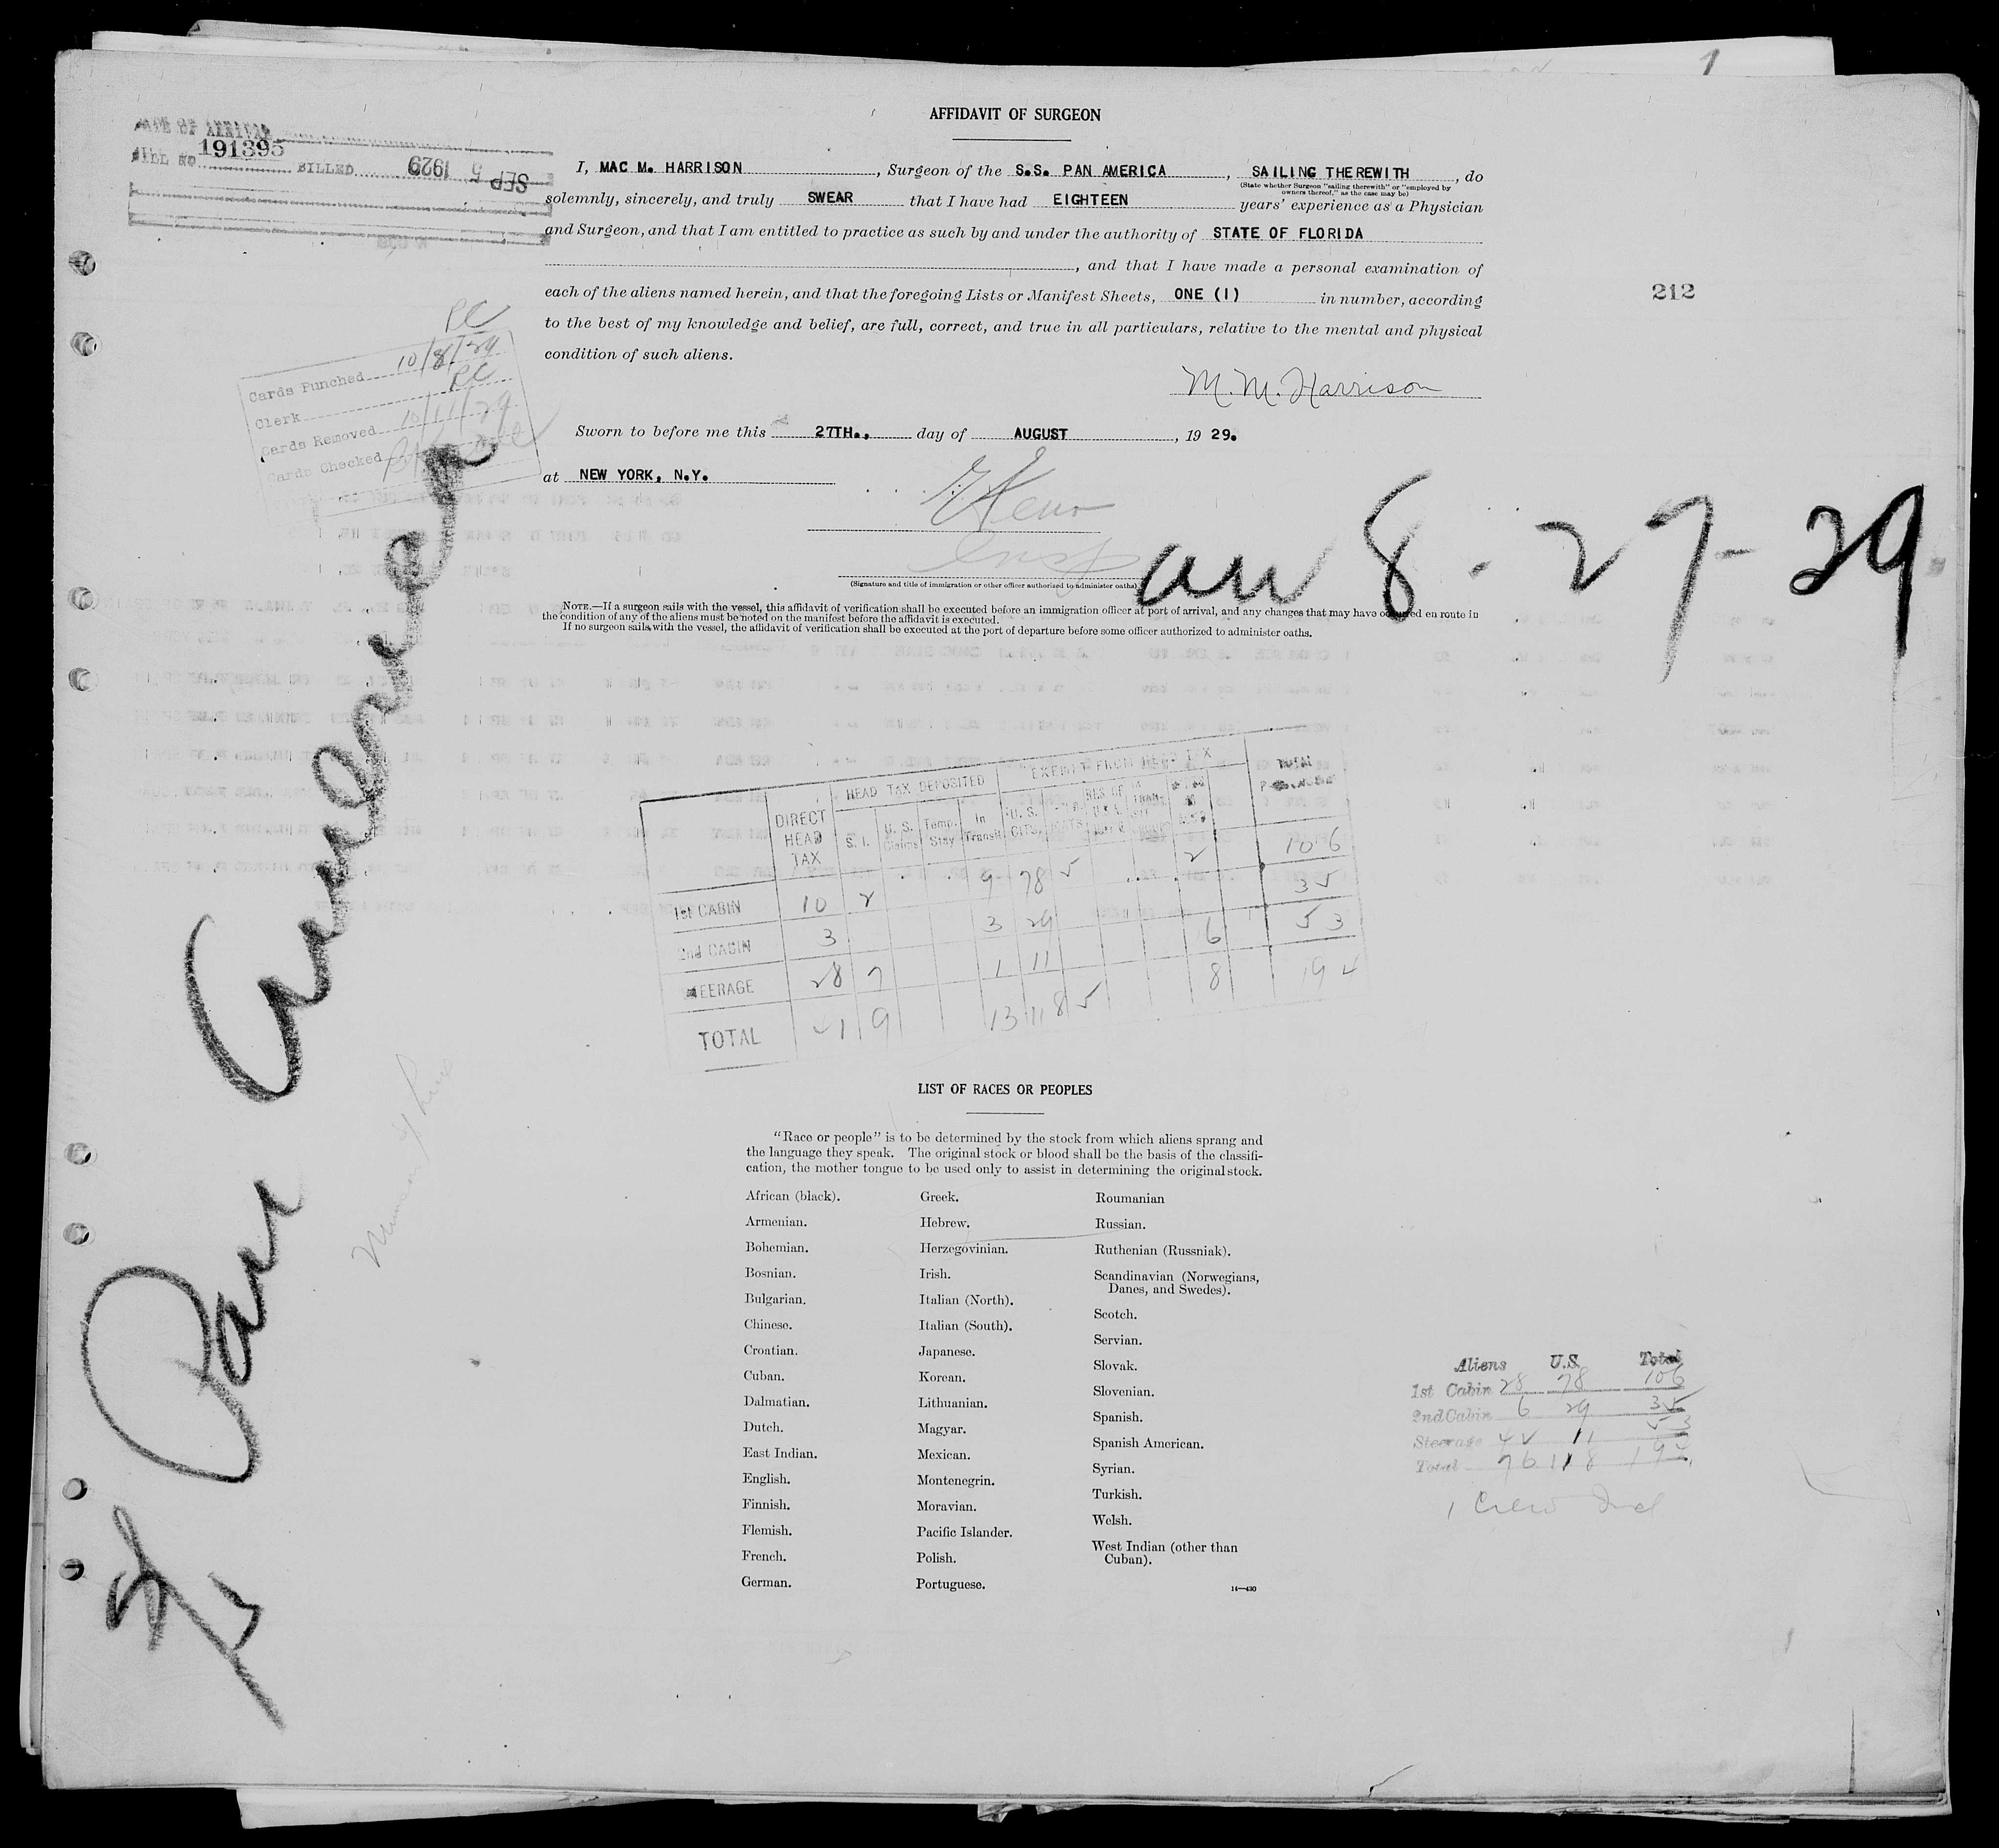 1
AFFIDAVIT OF SURGEON
DATE OF ARRIVAL
BILL NO 191395 BILLED SEP 5 1929
I, MAC M. HARRISON, Surgeon of the S.S. PAN AMERICA, SAILING THEREWITH, do
(State whether Surgeon "sailing therewith" or "employed by
owners thereof," as the case may be)
solemnly, sincerely, and truly SWEAR that I have had EIGHTEEN years' experience as a Physician
and Surgeon, and that I am entitled to practice as such by and under the authority of STATE OF FLORIDA
, and that I have made a personal examination of
each of the aliens named herein, and that the foregoing Lists or Manifest Sheets, ONE (1) in number, according
to the best of my knowledge and belief, are full, correct, and true in all particulars, relative to the mental and physical
condition of such aliens.
212
M. M. Harrison
RC
Cards Punched 10/8/29
Clerk RC
Cards Removed 10/11/29
Cards Checked
Sworn to before me this 27TH., day of AUGUST, 1929.
at NEW YORK, N.Y.
Insp
(Signature and title of immigration or other officer authorized to administer oaths)
am 8-27-29
NOTE.—If a surgeon sails with the vessel, this affidavit of verification shall be executed before an immigration officer at port of arrival, and any changes that may have occurred en route in
the condition of any of the aliens must be noted on the manifest before the affidavit is executed.
If no surgeon sails with the vessel, the affidavit of verification shall be executed at the port of departure before some officer authorized to administer oaths.
SS Pan America
Munson Line
DIRECT HEAD TAX HEAD TAX DEPOSITED EXEMPT FROM HEAD TAX TOTAL
S. I. U. S. Claims Temp. Stay In Transit U. S. CITS.
1st CABIN 10 2 9 78 5 2 106
2nd CABIN 3 3 29 35
STEERAGE 28 7 1 11 6 53
TOTAL 41 9 13 118 5 8 194
LIST OF RACES OR PEOPLES
"Race or people" is to be determined by the stock from which aliens sprang and
the language they speak. The original stock or blood shall be the basis of the classifi-
cation, the mother tongue to be used only to assist in determining the original stock.
African (black).
Armenian.
Bohemian.
Bosnian.
Bulgarian.
Chinese.
Croatian.
Cuban.
Dalmatian.
Dutch.
East Indian.
English.
Finnish.
Flemish.
French.
German.
Greek.
Hebrew.
Herzegovinian.
Irish.
Italian (North).
Italian (South).
Japanese.
Korean.
Lithuanian.
Magyar.
Mexican.
Montenegrin.
Moravian.
Pacific Islander.
Polish.
Portuguese.
Roumanian
Russian.
Ruthenian (Russniak).
Scandinavian (Norwegians,
Danes, and Swedes).
Scotch.
Servian.
Slovak.
Slovenian.
Spanish.
Spanish American.
Syrian.
Turkish.
Welsh.
West Indian (other than
Cuban).
14—430
Aliens U.S. Total
1st Cabin 28 78 106
2nd Cabin 6 29 35
Steerage 42 11 53
Total 76 118 194
1 Crew Incl